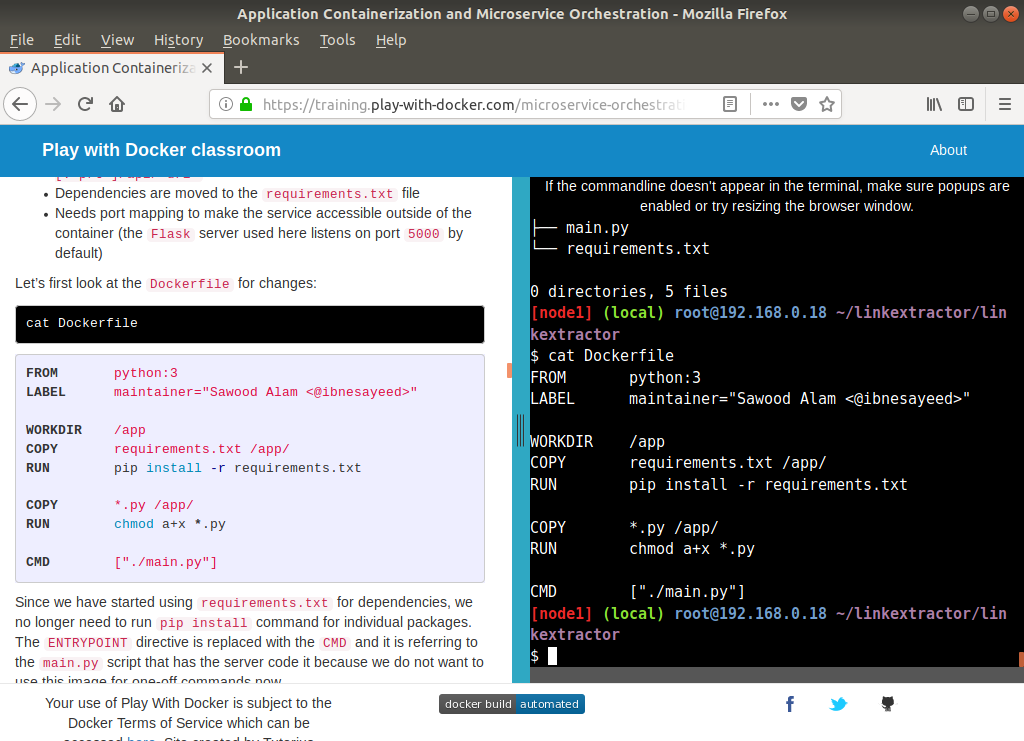 Application Containerization and Microservice Orchestration - Mozilla Firefox
File Edit View History Bookmarks Tools Help
Application Containeriza
https://training.play-with-docker.com/microservice-orchestrati
Play with Docker classroom
About
Dependencies are moved to the requirements.txt file
Needs port mapping to make the service accessible outside of the
container (the Flask server used here listens on port 5000 by
default)
Let's first look at the Dockerfile for changes:
cat Dockerfile
FROM python:3
LABEL maintainer="Sawood Alam <@ibnesayeed>"
WORKDIR /app
COPY requirements.txt /app/
RUN pip install -r requirements.txt
COPY *.py /app/
RUN chmod a+x *.py
CMD ["./main.py"]
Since we have started using requirements.txt for dependencies, we
no longer need to run pip install command for individual packages.
The ENTRYPOINT directive is replaced with the CMD and it is referring to
the main.py script that has the server code it because we do not want to
use this image for one-off commands now
If the commandline doesn't appear in the terminal, make sure popups are
enabled or try resizing the browser window.
├── main.py
└── requirements.txt
0 directories, 5 files
[node1] (local) root@192.168.0.18 ~/linkextractor/lin
kextractor
$ cat Dockerfile
FROM python:3
LABEL maintainer="Sawood Alam <@ibnesayeed>"
WORKDIR /app
COPY requirements.txt /app/
RUN pip install -r requirements.txt
COPY *.py /app/
RUN chmod a+x *.py
CMD ["./main.py"]
[node1] (local) root@192.168.0.18 ~/linkextractor/lin
kextractor
$
Your use of Play With Docker is subject to the
Docker Terms of Service which can be
accessed here. Site created by Tutorius
docker build automated